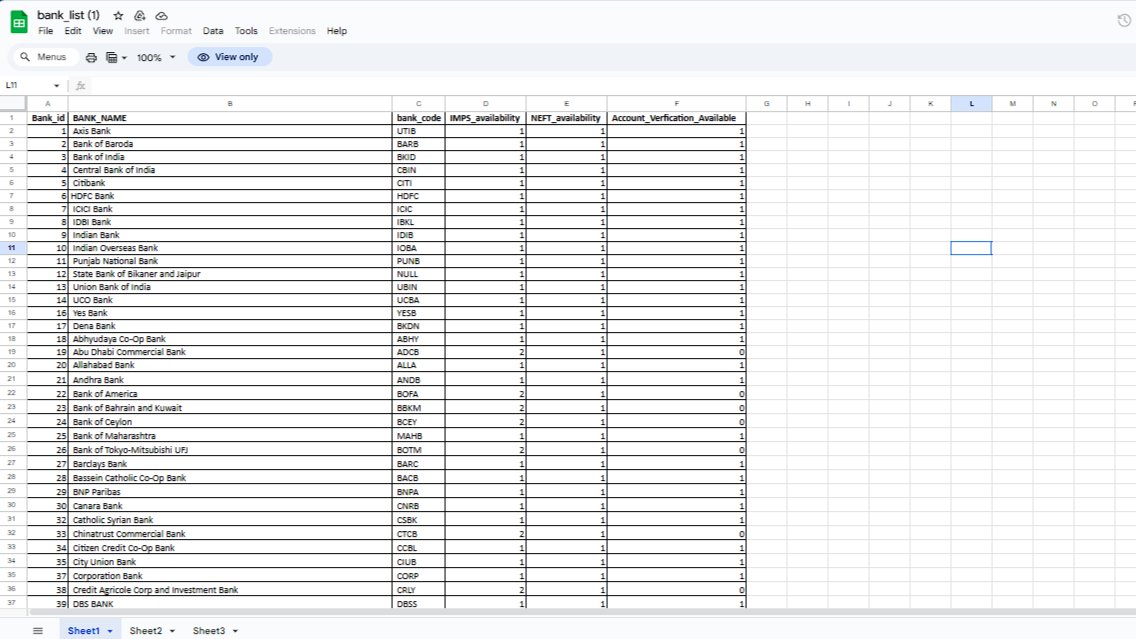 bank_list (1)
File Edit View Insert Format Data Tools Extensions Help
Menus 100% View only
L11 fx
A B C D E F G H I J K L M N O
1 Bank_id BANK_NAME bank_code IMPS_availability NEFT_availability Account_Verfication_Available
2 1 Axis Bank UTIB 1 1 1
3 2 Bank of Baroda BARB 1 1 1
4 3 Bank of India BKID 1 1 1
5 4 Central Bank of India CBIN 1 1 1
6 5 Citibank CITI 1 1 1
7 6 HDFC Bank HDFC 1 1 1
8 7 ICICI Bank ICIC 1 1 1
9 8 IDBI Bank IBKL 1 1 1
10 9 Indian Bank IDIB 1 1 1
11 10 Indian Overseas Bank IOBA 1 1 1
12 11 Punjab National Bank PUNB 1 1 1
13 12 State Bank of Bikaner and Jaipur NULL 1 1 1
14 13 Union Bank of India UBIN 1 1 1
15 14 UCO Bank UCBA 1 1 1
16 16 Yes Bank YESB 1 1 1
17 17 Dena Bank BKDN 1 1 1
18 18 Abhyudaya Co-Op Bank ABHY 1 1 1
19 19 Abu Dhabi Commercial Bank ADCB 2 1 0
20 20 Allahabad Bank ALLA 1 1 1
21 21 Andhra Bank ANDB 1 1 1
22 22 Bank of America BOFA 2 1 0
23 23 Bank of Bahrain and Kuwait BBKM 2 1 0
24 24 Bank of Ceylon BCEY 2 1 0
25 25 Bank of Maharashtra MAHB 1 1 1
26 26 Bank of Tokyo-Mitsubishi UFJ BOTM 2 1 0
27 27 Barclays Bank BARC 1 1 1
28 28 Bassein Catholic Co-Op Bank BACB 1 1 1
29 29 BNP Paribas BNPA 1 1 1
30 30 Canara Bank CNRB 1 1 1
31 32 Catholic Syrian Bank CSBK 1 1 1
32 33 Chinatrust Commercial Bank CTCB 2 1 0
33 34 Citizen Credit Co-Op Bank CCBL 1 1 1
34 35 City Union Bank CIUB 1 1 1
35 37 Corporation Bank CORP 1 1 1
36 38 Credit Agricole Corp and Investment Bank CRLY 2 1 0
37 39 DBS BANK DBSS 1 1 1
Sheet1 Sheet2 Sheet3